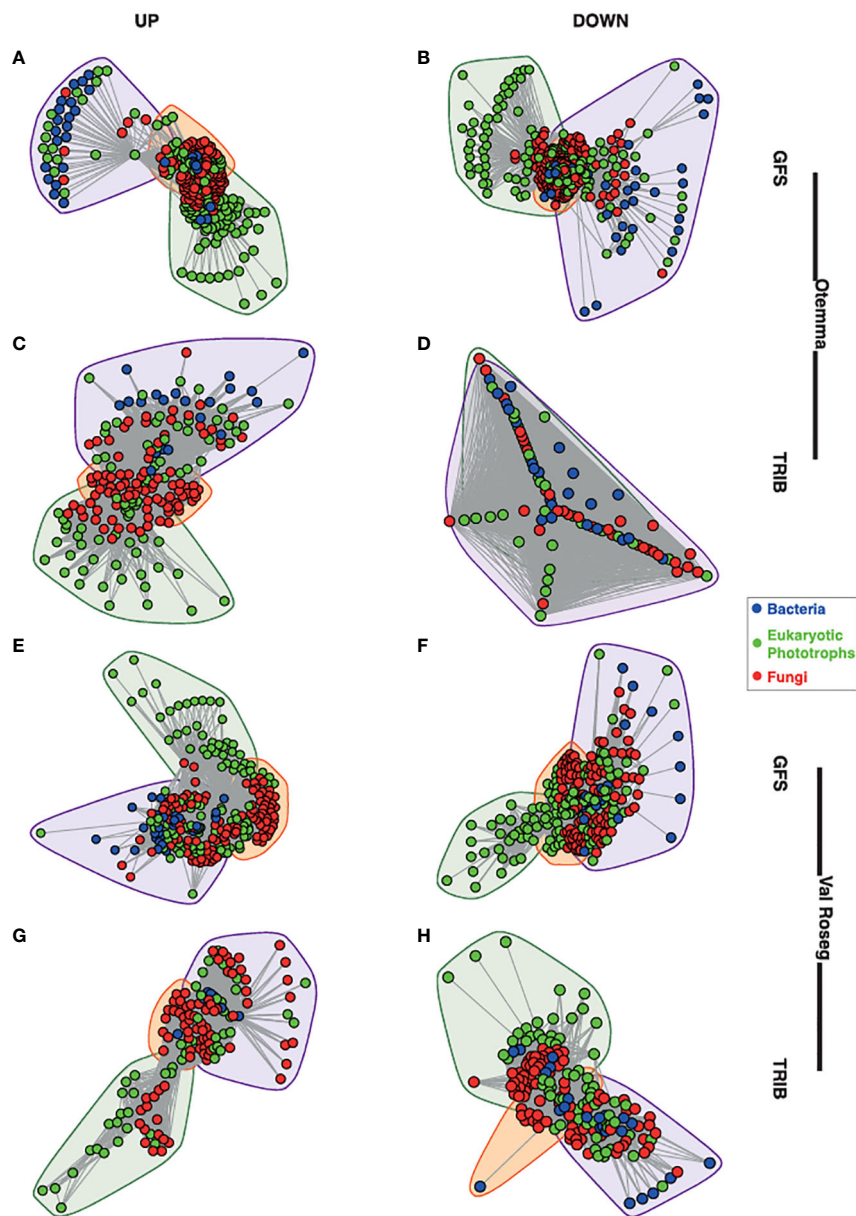 UP
DOWN
A
B
GFS
Otemma
C
D
TRIB
Bacteria
Eukaryotic
Phototrophs
Fungi
E
F
GFS
Val Roseg
G
H
TRIB